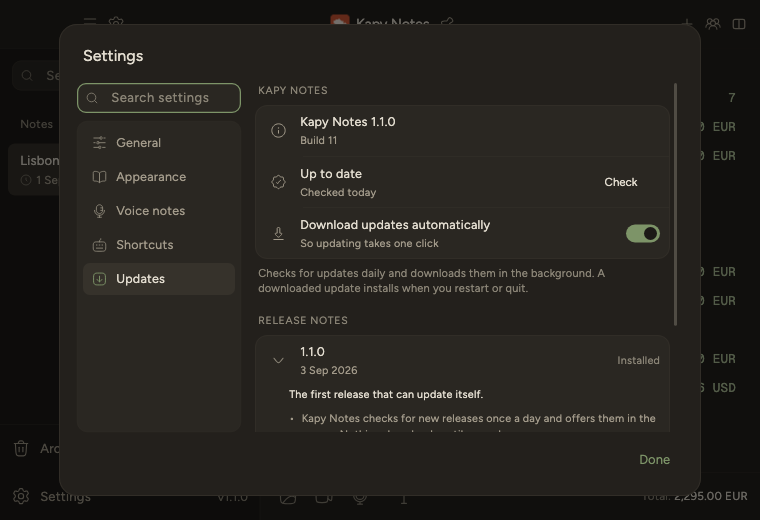 Kapy Notes
Settings
Search settings
General
Appearance
Voice notes
Shortcuts
Updates
KAPY NOTES
Kapy Notes 1.1.0
Build 11
Up to date
Checked today
Check
Download updates automatically
So updating takes one click
Checks for updates daily and downloads them in the background. A
downloaded update installs when you restart or quit.
RELEASE NOTES
1.1.0
3 Sep 2026
Installed
The first release that can update itself.
• Kapy Notes checks for new releases once a day and offers them in the
Done
Se
Notes
Lisbon
1 Se
7
EUR
EUR
EUR
EUR
EUR
USD
Arc
Settings
v1.1.0
Total: 2,295.00 EUR